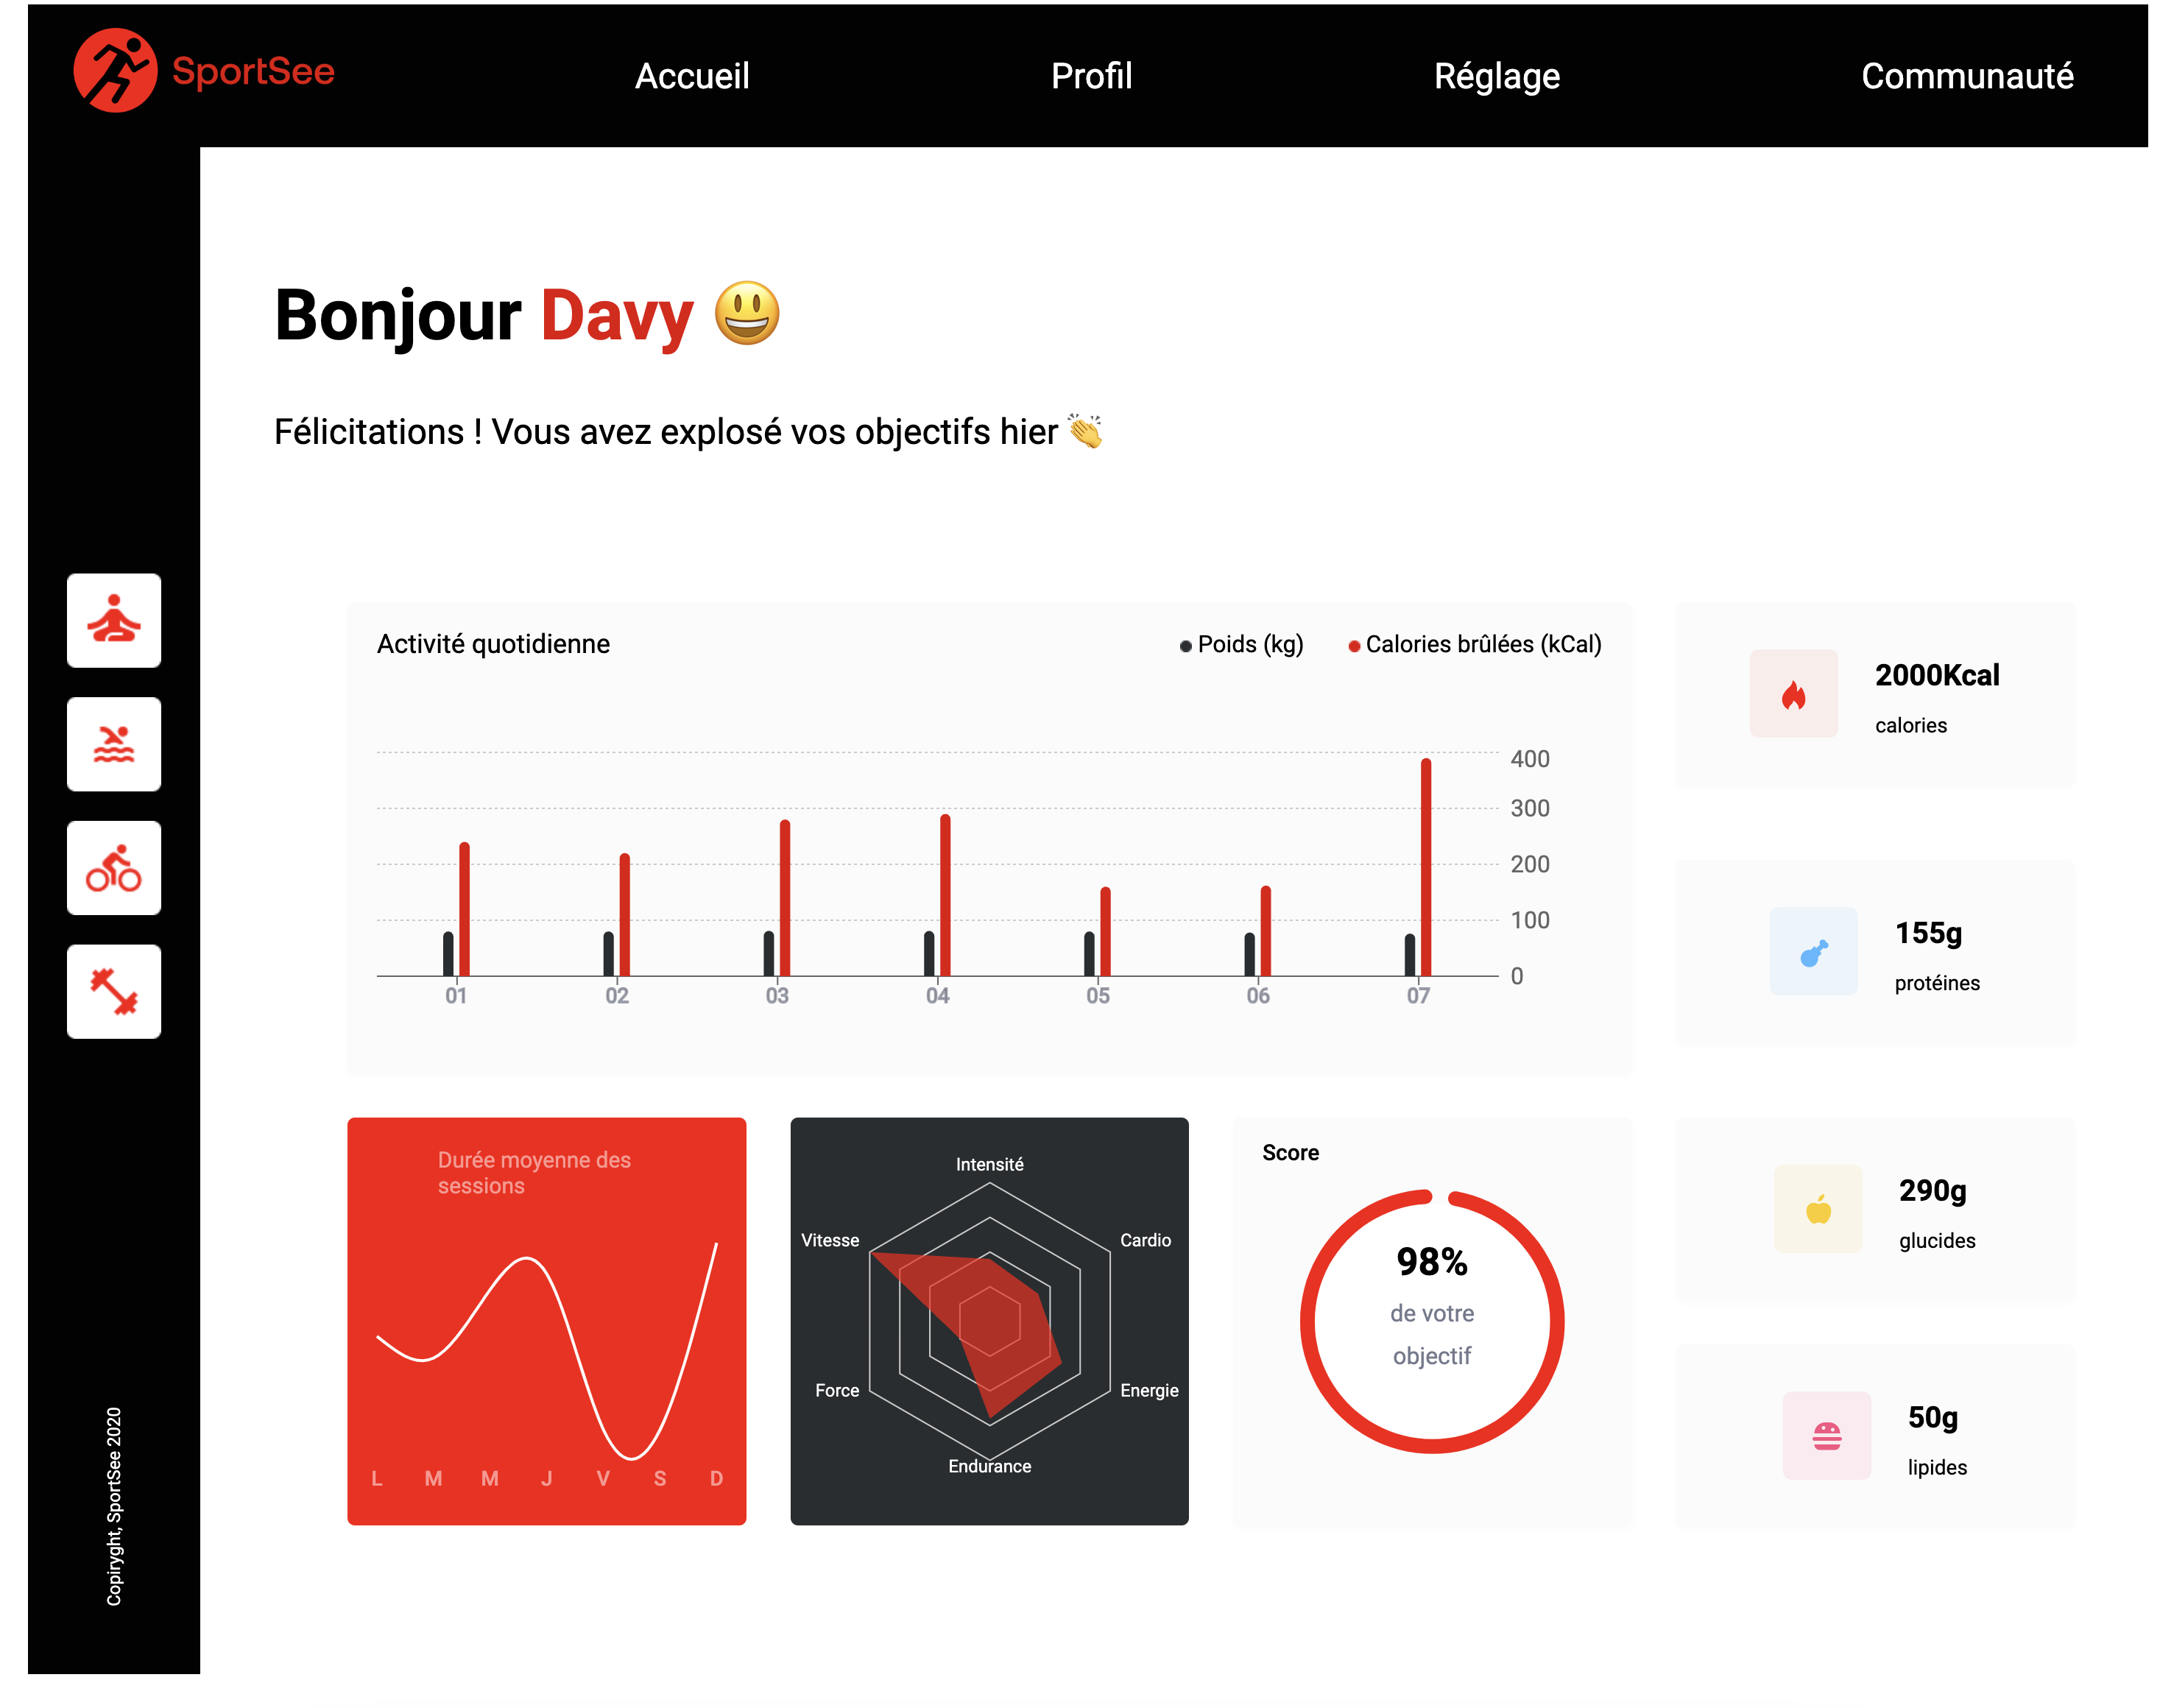 SportSee
Accueil
Profil
Réglage
Communauté
Bonjour Davy 😃
Félicitations ! Vous avez explosé vos objectifs hier 👏
Activité quotidienne
Poids (kg)
Calories brûlées (kCal)
400
300
200
100
0
01
02
03
04
05
06
07
2000Kcal
calories
155g
protéines
290g
glucides
50g
lipides
Durée moyenne des
sessions
L M M J V S D
Intensité
Cardio
Energie
Endurance
Force
Vitesse
Score
98%
de votre
objectif
Copiryght, SportSee 2020